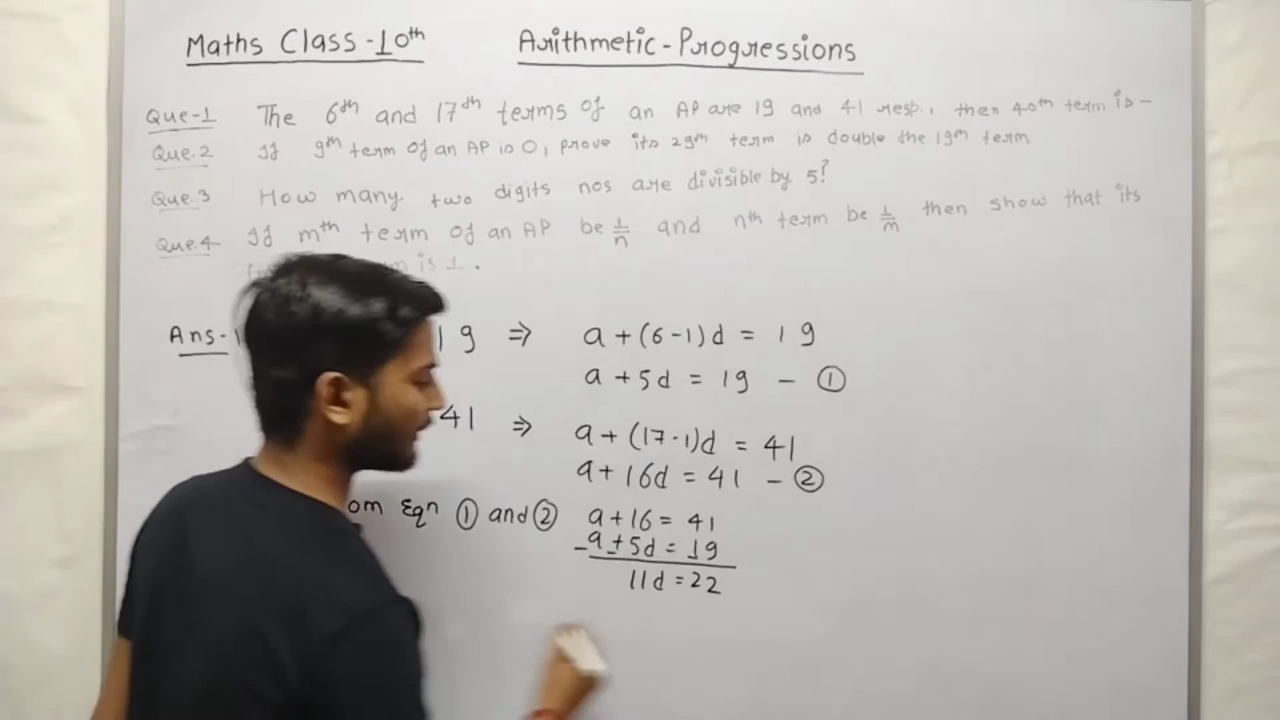 Maths Class-10th Arithmetic-Progressions
Que-1 The 6th and 17th terms of an AP are 19 and 41 resp., then 40th term is -
Que.2 If 9th term of an AP is 0, prove its 29th term is double the 19th term
Que.3 How many two digits nos are divisible by 5?
Que.4 If mth term of an AP be 1/n and nth term be 1/m then show that its
is 1.
Ans-1 19 ⇒ a+(6-1)d = 19
a+5d = 19 - ①
41 ⇒ a+(17-1)d = 41
a+16d = 41 - ②
om Eqn ① and ② a+16 = 41
-a+5d = 19
11d = 22